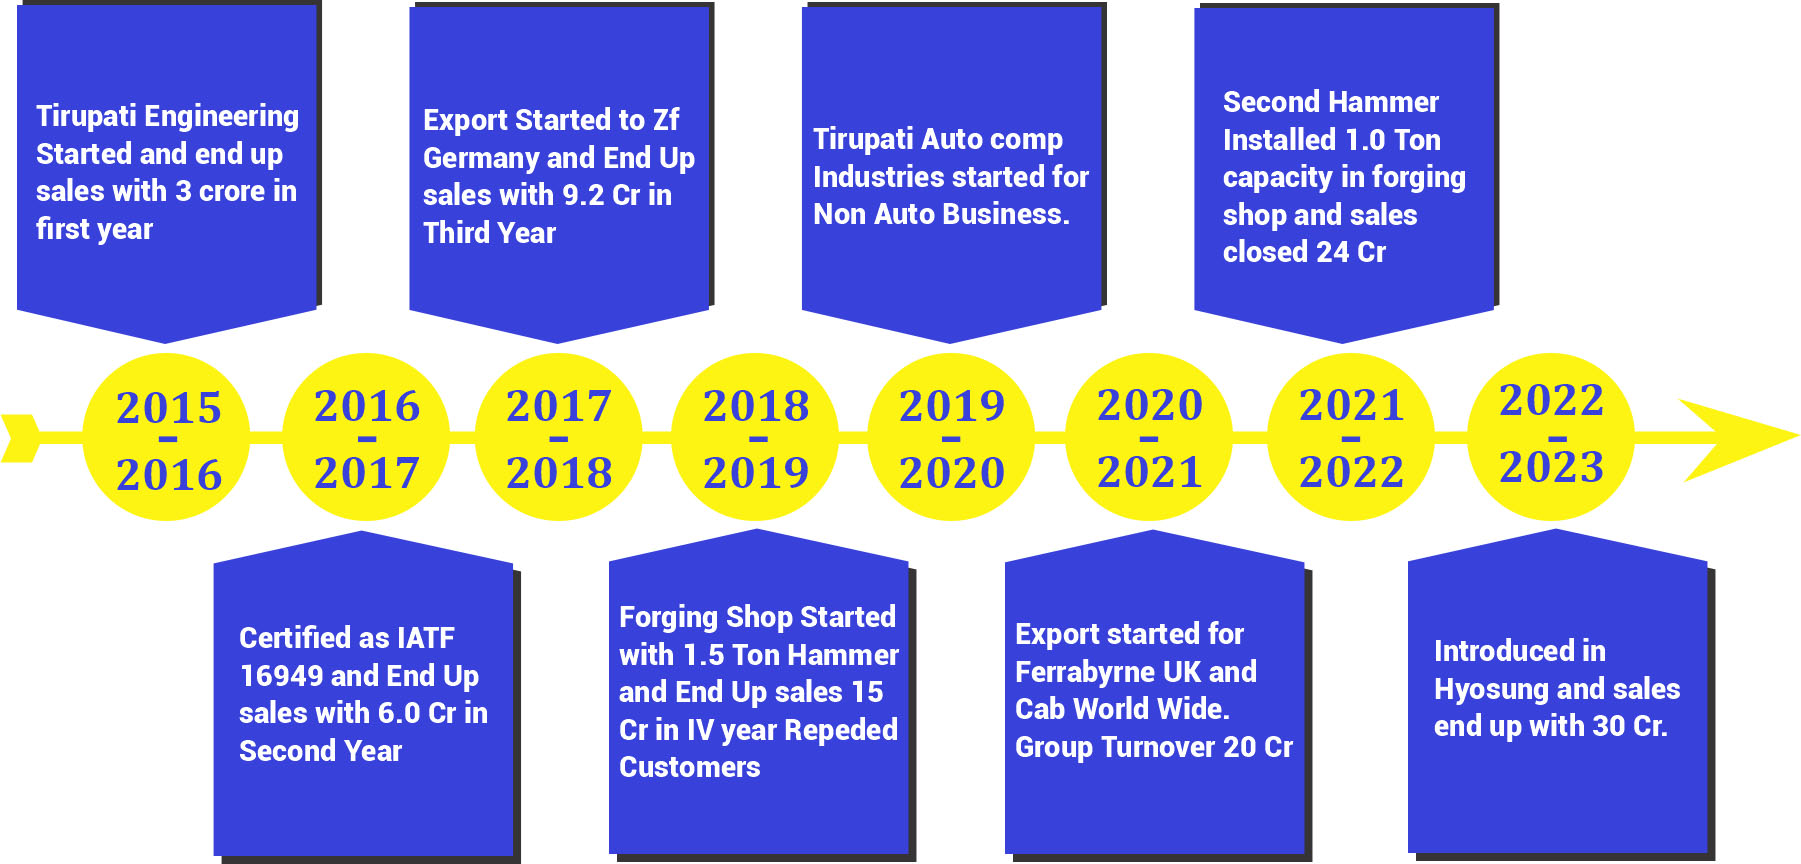 Tirupati Engineering
Started and end up
sales with 3 crore in
first year
Export Started to Zf
Germany and End Up
sales with 9.2 Cr in
Third Year
Tirupati Auto comp
Industries started for
Non Auto Business.
Second Hammer
Installed 1.0 Ton
capacity in forging
shop and sales
closed 24 Cr
2015
-
2016
2016
-
2017
2017
-
2018
2018
-
2019
2019
-
2020
2020
-
2021
2021
-
2022
2022
-
2023
Certified as IATF
16949 and End Up
sales with 6.0 Cr in
Second Year
Forging Shop Started
with 1.5 Ton Hammer
and End Up sales 15
Cr in IV year Repeded
Customers
Export started for
Ferrabyrne UK and
Cab World Wide.
Group Turnover 20 Cr
Introduced in
Hyosung and sales
end up with 30 Cr.